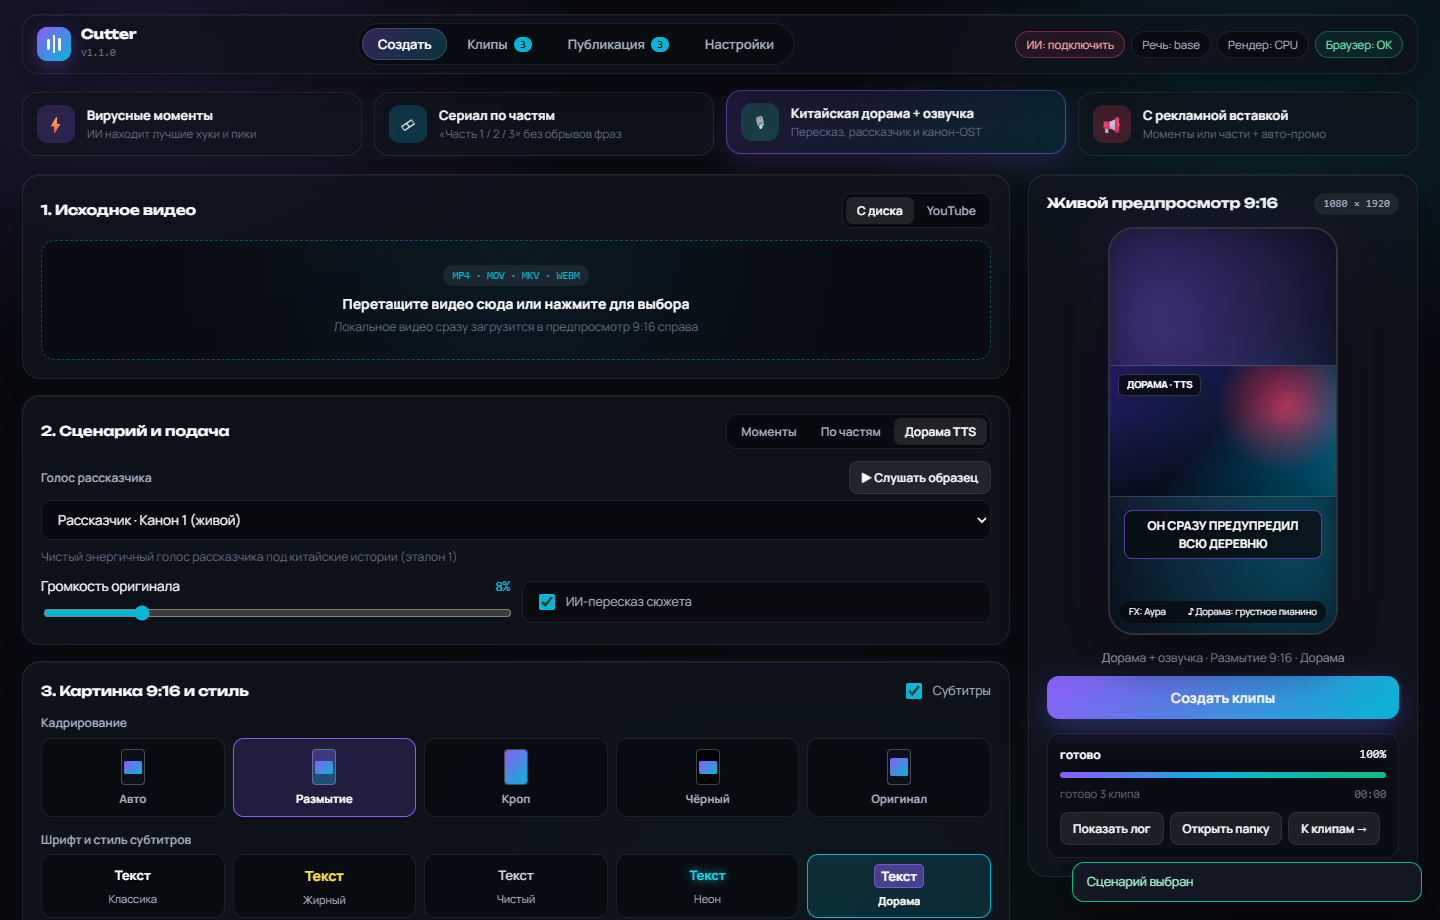 Cutter
v1.1.0
Создать
Клипы 3
Публикация 3
Настройки
ИИ: подключить
Речь: base
Рендер: CPU
Браузер: OK
Вирусные моменты
ИИ находит лучшие хуки и пики
Сериал по частям
«Часть 1 / 2 / 3» без обрывов фраз
Китайская дорама + озвучка
Пересказ, рассказчик и канон-OST
С рекламной вставкой
Моменты или части + авто-промо
1. Исходное видео
С диска
YouTube
MP4 · MOV · MKV · WEBM
Перетащите видео сюда или нажмите для выбора
Локальное видео сразу загрузится в предпросмотр 9:16 справа
2. Сценарий и подача
Моменты
По частям
Дорама TTS
Голос рассказчика
▶ Слушать образец
Рассказчик · Канон 1 (живой)
Чистый энергичный голос рассказчика под китайские истории (эталон 1)
Громкость оригинала
8%
ИИ-пересказ сюжета
3. Картинка 9:16 и стиль
Субтитры
Кадрирование
Авто
Размытие
Кроп
Чёрный
Оригинал
Шрифт и стиль субтитров
Текст
Классика
Текст
Жирный
Текст
Чистый
Текст
Неон
Текст
Дорама
Живой предпросмотр 9:16
1080 × 1920
ДОРАМА · TTS
ОН СРАЗУ ПРЕДУПРЕДИЛ
ВСЮ ДЕРЕВНЮ
FX: Аура
♪ Дорама: грустное пианино
Дорама + озвучка · Размытие 9:16 · Дорама
Создать клипы
готово
100%
готово 3 клипа
00:00
Показать лог
Открыть папку
К клипам →
Сценарий выбран